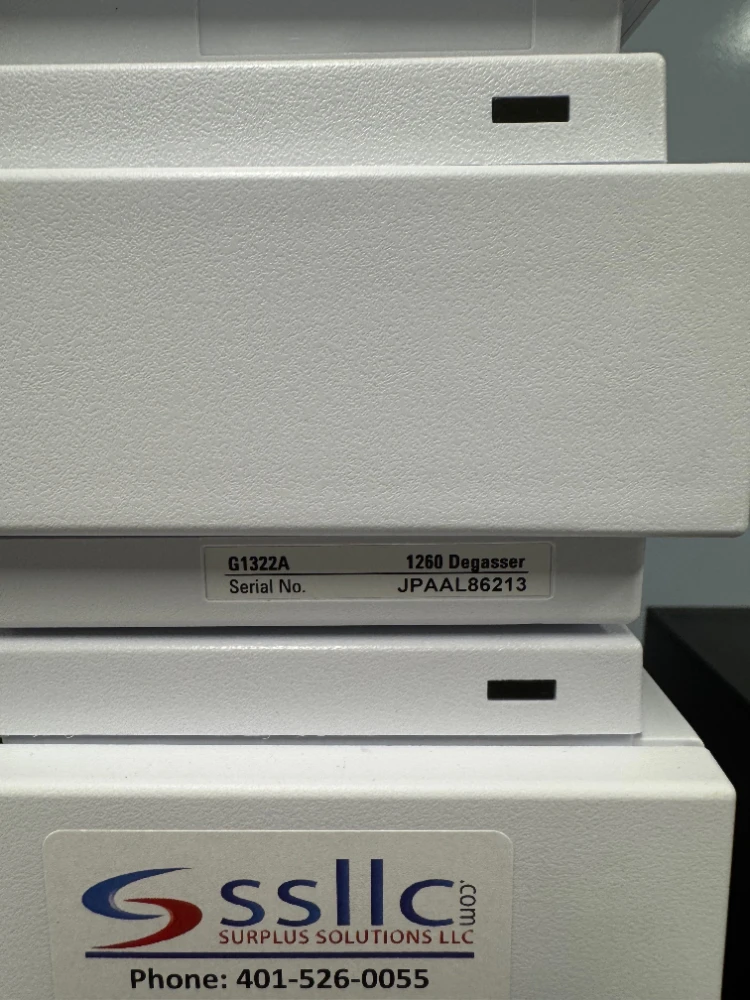 G1322A 1260 Degasser
Serial No. JPAAL86213
ssllc.com
SURPLUS SOLUTIONS LLC
Phone: 401-526-0055